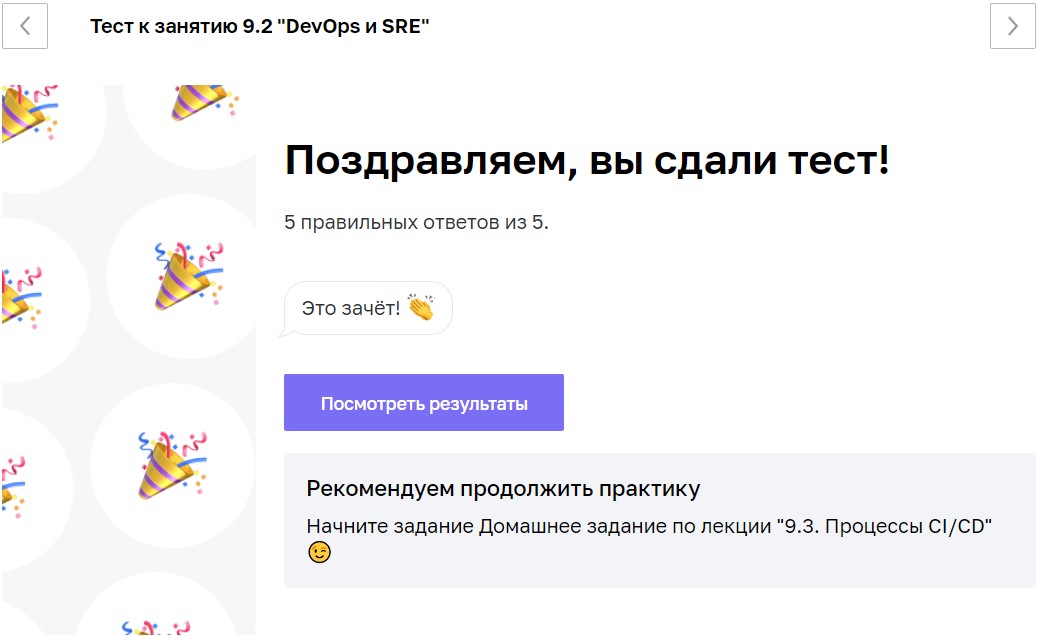 Тест к занятию 9.2 "DevOps и SRE"
Поздравляем, вы сдали тест!
5 правильных ответов из 5.
Это зачёт! 👏
Посмотреть результаты
Рекомендуем продолжить практику
Начните задание Домашнее задание по лекции "9.3. Процессы CI/CD"
😉